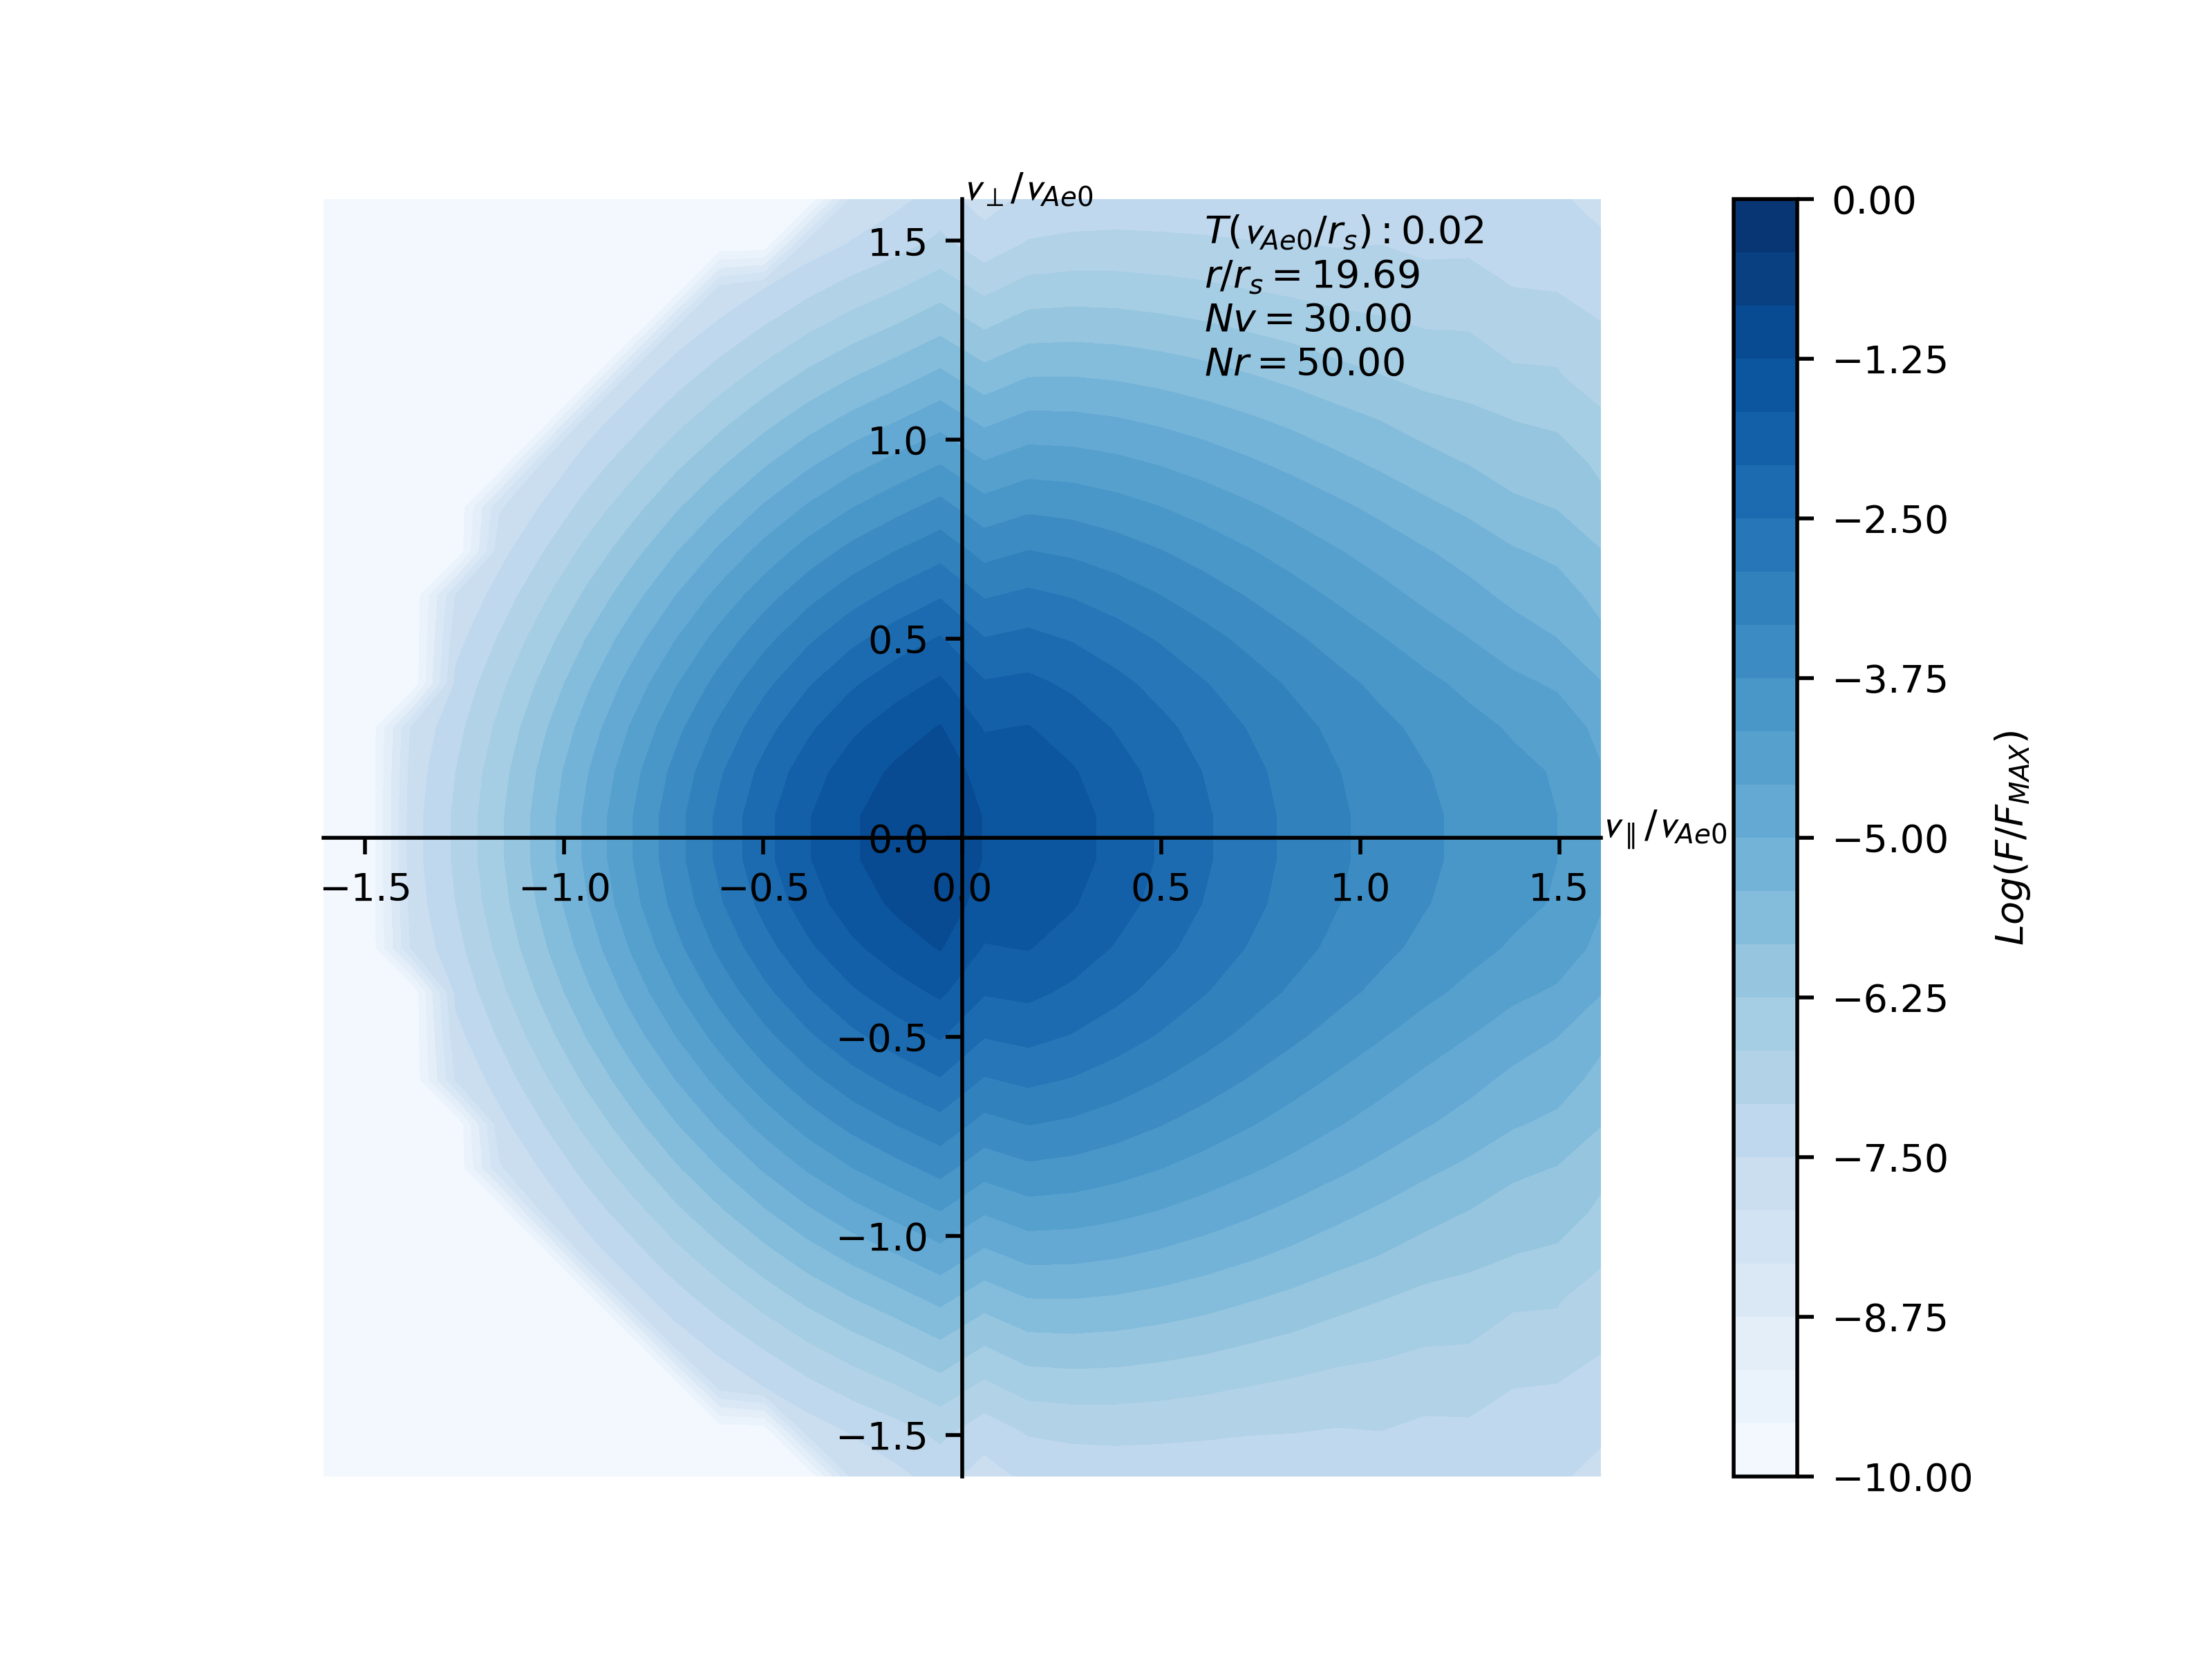 v⊥/vAe0
T(vAe0/rs) : 0.02
r/rs = 19.69
Nv = 30.00
Nr = 50.00
1.5
1.0
0.5
0.0
−0.5
−1.0
−1.5
−1.5 −1.0 −0.5 0.0 0.5 1.0 1.5
v∥/vAe0
0.00
−1.25
−2.50
−3.75
−5.00
−6.25
−7.50
−8.75
−10.00
Log(F/FMAX)